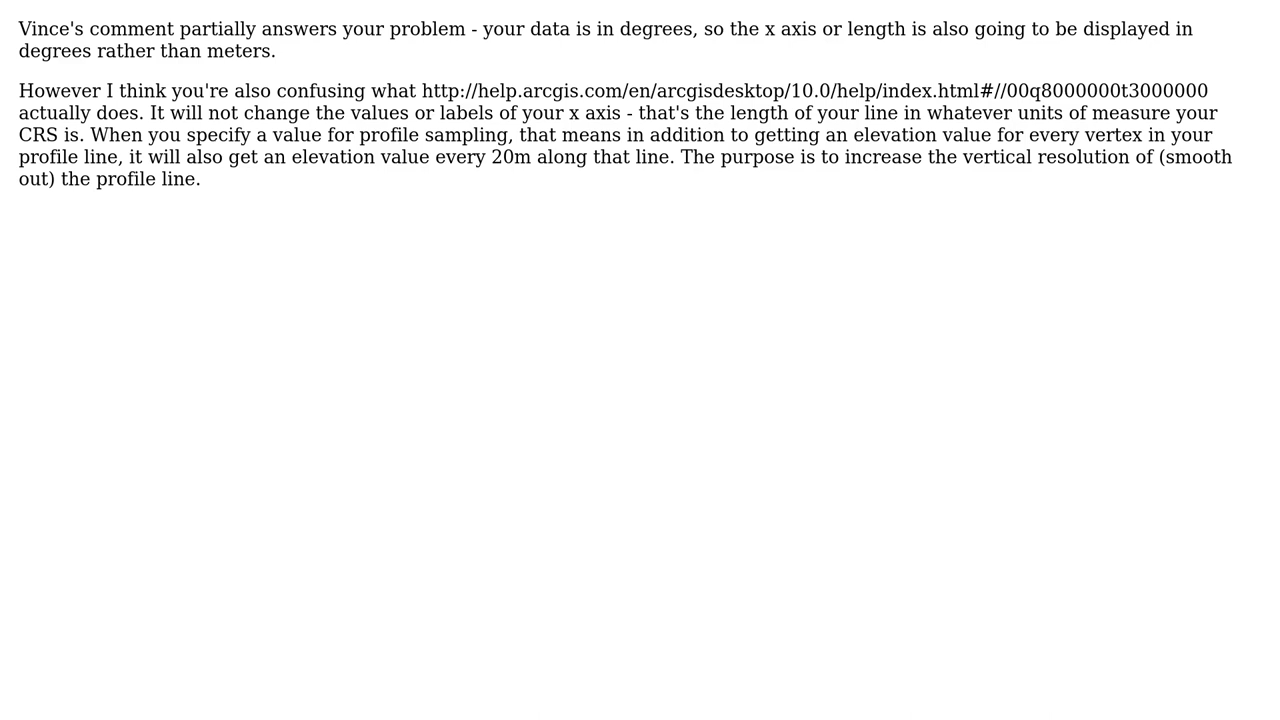 Vince's comment partially answers your problem - your data is in degrees, so the x axis or length is also going to be displayed in
degrees rather than meters.
However I think you're also confusing what http://help.arcgis.com/en/arcgisdesktop/10.0/help/index.html#//00q8000000t3000000
actually does. It will not change the values or labels of your x axis - that's the length of your line in whatever units of measure your
CRS is. When you specify a value for profile sampling, that means in addition to getting an elevation value for every vertex in your
profile line, it will also get an elevation value every 20m along that line. The purpose is to increase the vertical resolution of (smooth
out) the profile line.